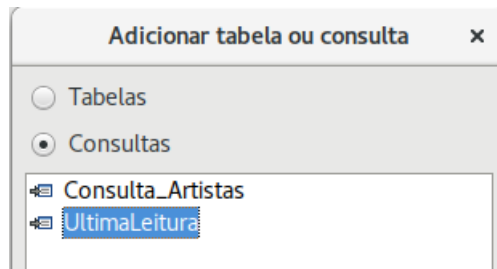 Adicionar tabela ou consulta ×
Tabelas
Consultas
Consulta_Artistas
UltimaLeitura